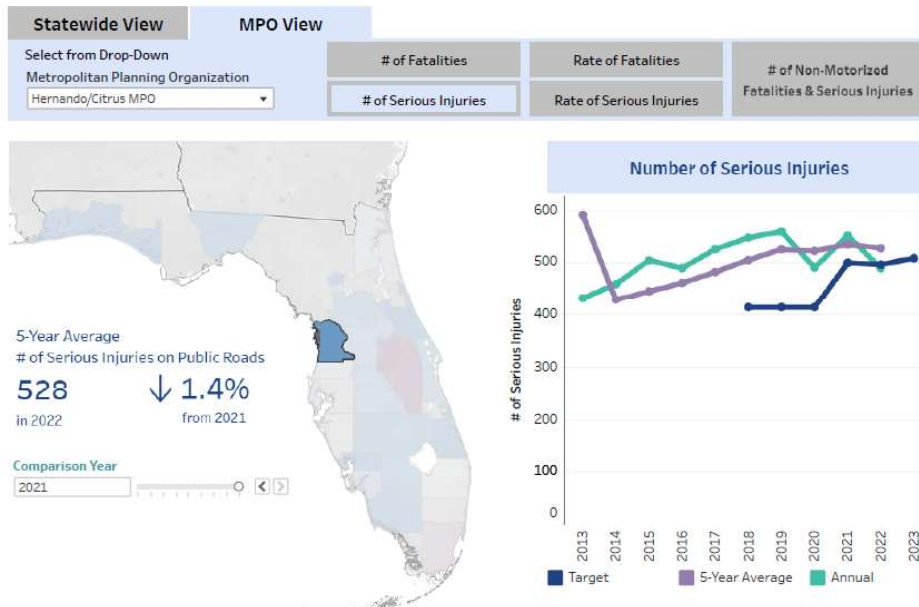 Statewide View
MPO View
Select from Drop-Down
Metropolitan Planning Organization
Hernando/Citrus MPO
# of Fatalities
Rate of Fatalities
# of Serious Injuries
Rate of Serious Injuries
# of Non-Motorized
Fatalities & Serious Injuries
5-Year Average
# of Serious Injuries on Public Roads
528
in 2022
↓ 1.4%
from 2021
Comparison Year
2021
Number of Serious Injuries
# of Serious Injuries
600
500
400
300
200
100
0
2013
2014
2015
2016
2017
2018
2019
2020
2021
2022
2023
Target
5-Year Average
Annual